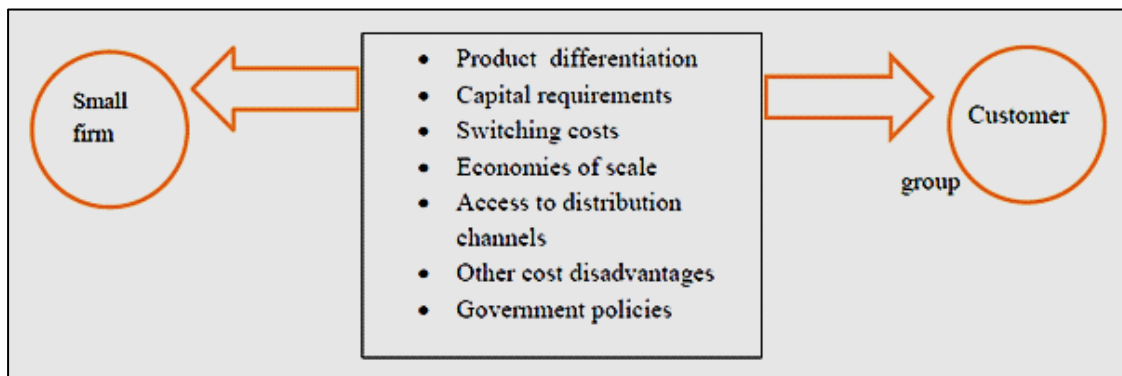 Small
firm
• Product differentiation
• Capital requirements
• Switching costs
• Economies of scale
• Access to distribution
channels
• Other cost disadvantages
• Government policies
Customer
group